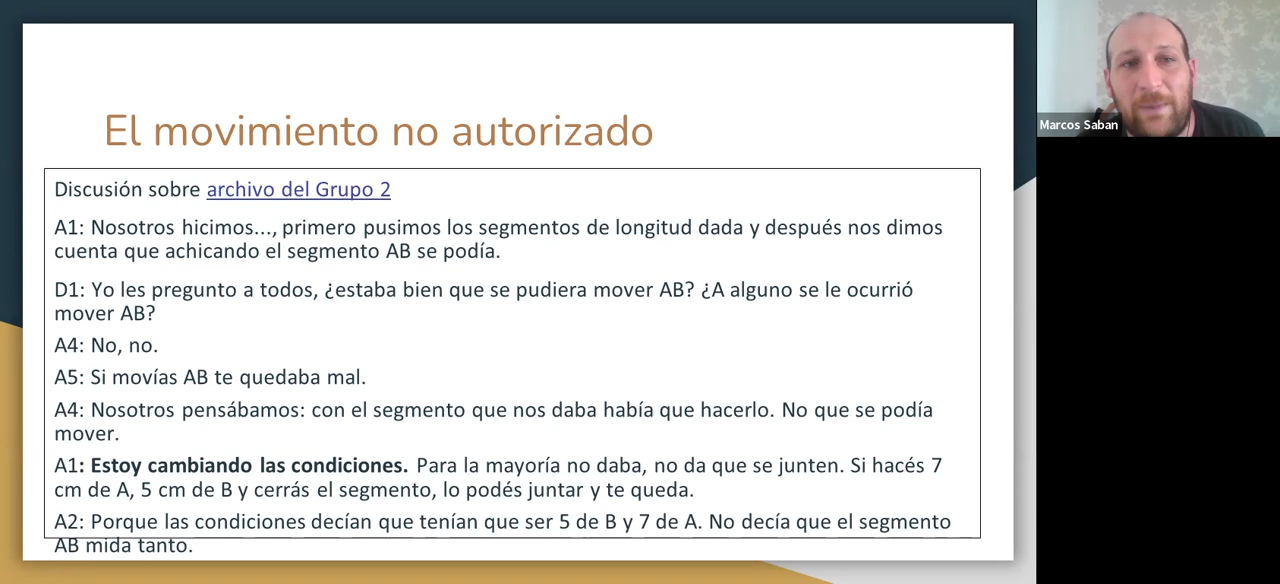 El movimiento no autorizado
Discusión sobre archivo del Grupo 2
A1: Nosotros hicimos..., primero pusimos los segmentos de longitud dada y después nos dimos
cuenta que achicando el segmento AB se podía.
D1: Yo les pregunto a todos, ¿estaba bien que se pudiera mover AB? ¿A alguno se le ocurrió
mover AB?
A4: No, no.
A5: Si movías AB te quedaba mal.
A4: Nosotros pensábamos: con el segmento que nos daba había que hacerlo. No que se podía
mover.
A1: Estoy cambiando las condiciones. Para la mayoría no daba, no da que se junten. Si hacés 7
cm de A, 5 cm de B y cerrás el segmento, lo podés juntar y te queda.
A2: Porque las condiciones decían que tenían que ser 5 de B y 7 de A. No decía que el segmento
AB mida tanto.
Marcos Saban